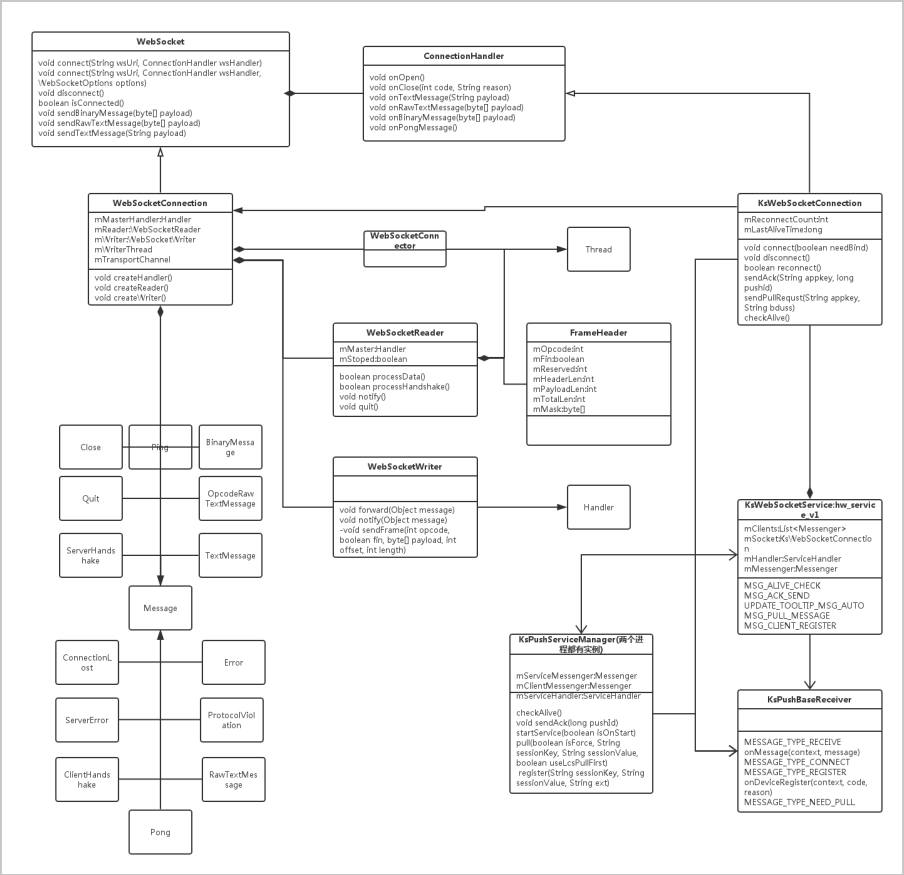 WebSocket
void connect(String wsUri, ConnectionHandler wsHandler)
void connect(String wsUri, ConnectionHandler wsHandler,
WebSocketOptions options)
void disconnect()
boolean isConnected()
void sendBinaryMessage(byte[] payload)
void sendRawTextMessage(byte[] payload)
void sendTextMessage(String payload)
ConnectionHandler
void onOpen()
void onClose(int code, String reason)
void onTextMessage(String payload)
void onRawTextMessage(byte[] payload)
void onBinaryMessage(byte[] payload)
void onPongMessage()
WebSocketConnection
mMasterHandler:Handler
mReader:WebSocketReader
mWriter:WebSocketWriter
mWriterThread
mTransportChannel
void createHandler()
void createReader()
void createWriter()
WebSocketConn
ector
Thread
KsWebSocketConnection
mReconnectCount:int
mLastAliveTime:long
void connect(boolean needBind)
void disconnect()
boolean reconnect()
sendAck(String appkey, long
pushid)
sendPullRequst(String appkey,
String bduss)
checkAlive()
WebSocketReader
mMaster:Handler
mStoped:boolean
boolean processData()
boolean processHandshake()
void notify()
void quit()
FrameHeader
mOpcode:int
mFin:boolean
mReserved:int
mHeaderLen:int
mPayloadLen:int
mTotalLen:int
mMask:byte[]
Close
Ping
BinaryMessa
ge
Quit
OpcodeRaw
TextMessage
ServerHands
hake
TextMessage
Message
WebSocketWriter
void forward(Object message)
void notify(Object message)
-void sendFrame(int opcode,
boolean fin, byte[] payload, int
offset, int length)
Handler
KsWebSocketService:hw_servic
e_v1
mClients:List<Messenger>
mSocket:KsWebSocketConnectio
n
mHandler:ServiceHandler
mMessenger:Messenger
MSG_ALIVE_CHECK
MSG_ACK_SEND
UPDATE_TOOLTIP_MSG_AUTO
MSG_PULL_MESSAGE
MSG_CLIENT_REGISTER
ConnectionL
ost
Error
ServerError
ProtocolViol
ation
ClientHands
hake
RawTextMes
sage
Pong
KsPushServiceManager(两个进
程都有实例)
mServiceMessenger:Messenger
mClientMessenger:Messenger
mServiceHandler:ServiceHandler
checkAlive()
void sendAck(long pushId)
startService(boolean isOnStart)
pull(boolean isForce, String
sessionKey, String sessionValue,
boolean useLcsPullFirst)
register(String sessionKey, String
sessionValue, String ext)
KsPushBaseReceiver
MESSAGE_TYPE_RECEIVE
onMessage(context, message)
MESSAGE_TYPE_CONNECT
MESSAGE_TYPE_REGISTER
onDeviceRegister(context, code,
reason)
MESSAGE_TYPE_NEED_PULL